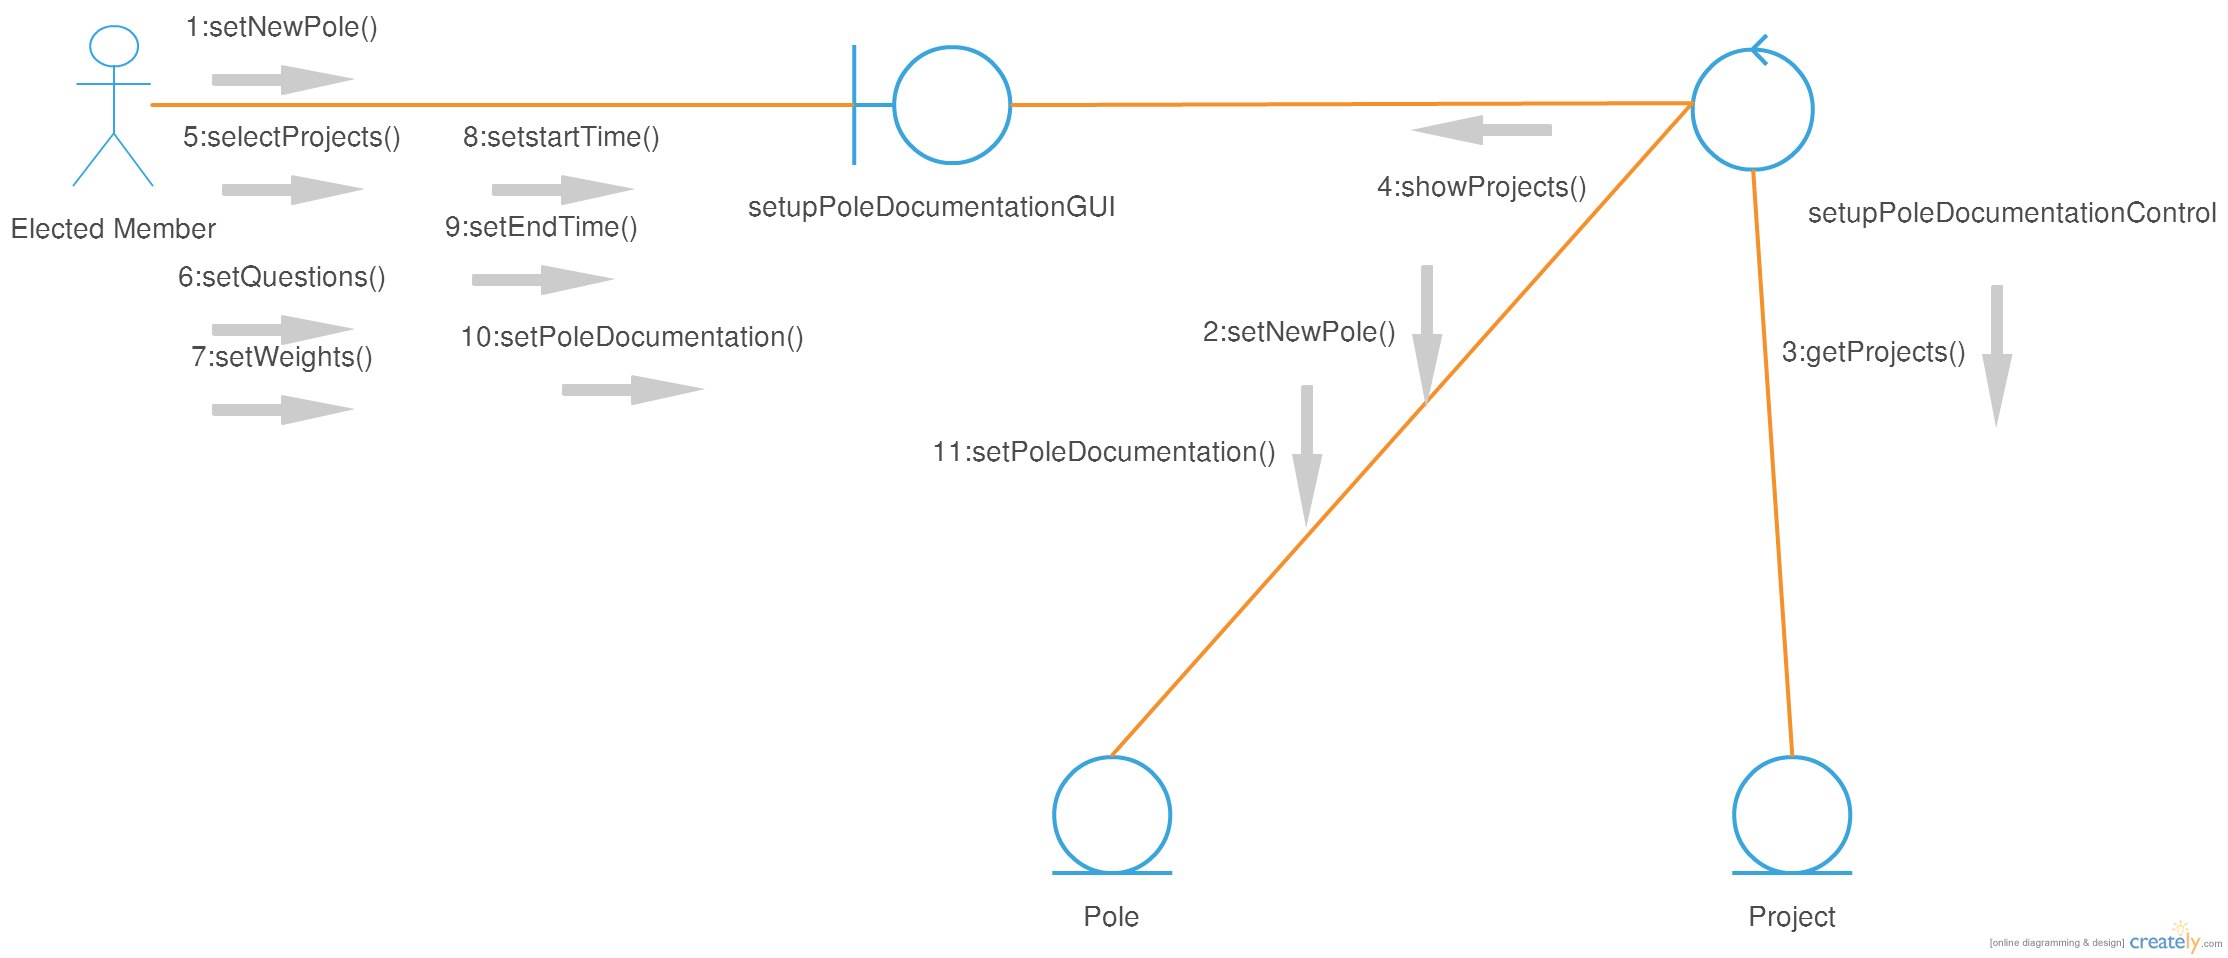 1:setNewPole()
5:selectProjects()
8:setstartTime()
4:showProjects()
setupPoleDocumentationGUI
setupPoleDocumentationControl
Elected Member
9:setEndTime()
6:setQuestions()
2:setNewPole()
10:setPoleDocumentation()
7:setWeights()
3:getProjects()
11:setPoleDocumentation()
Pole
Project
[online diagramming & design] creately.com